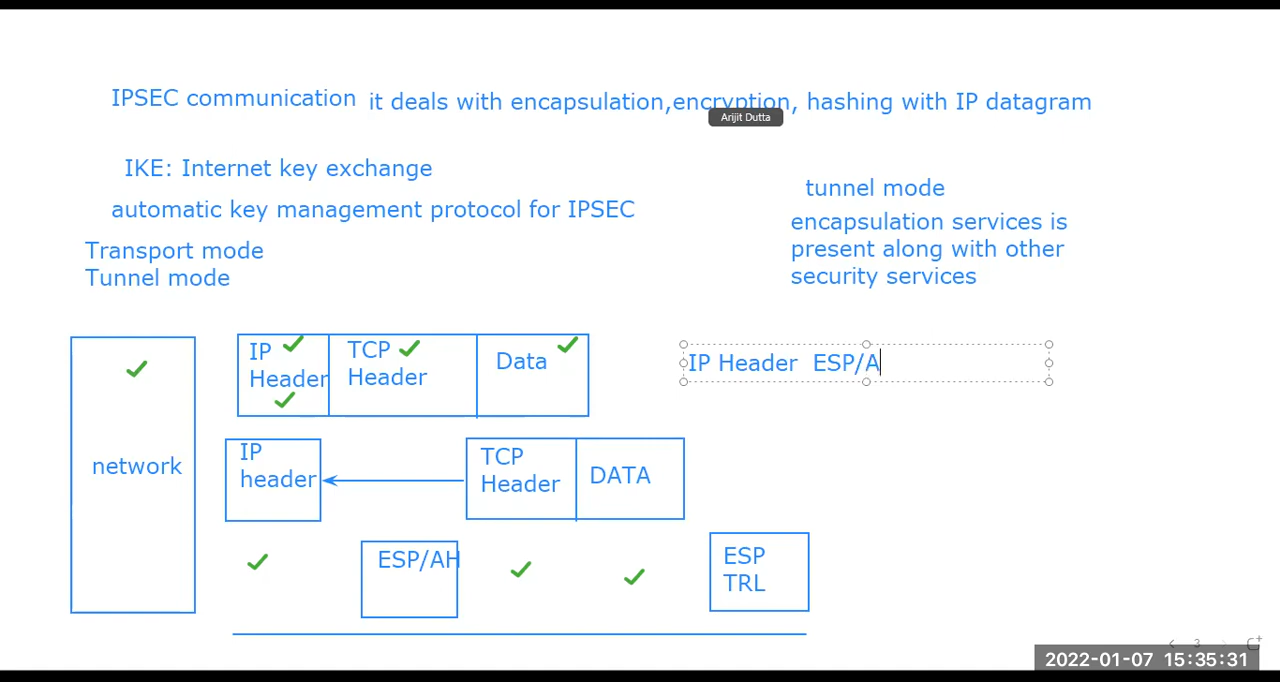 IPSEC communication it deals with encapsulation,encryption, hashing with IP datagram
Arijit Dutta
IKE: Internet key exchange
automatic key management protocol for IPSEC
Transport mode
Tunnel mode
tunnel mode
encapsulation services is
present along with other
security services
network
IP
Header
TCP
Header
Data
IP Header ESP/A
IP
header
TCP
Header
DATA
ESP/AH
ESP
TRL
3
2022-01-07 15:35:31